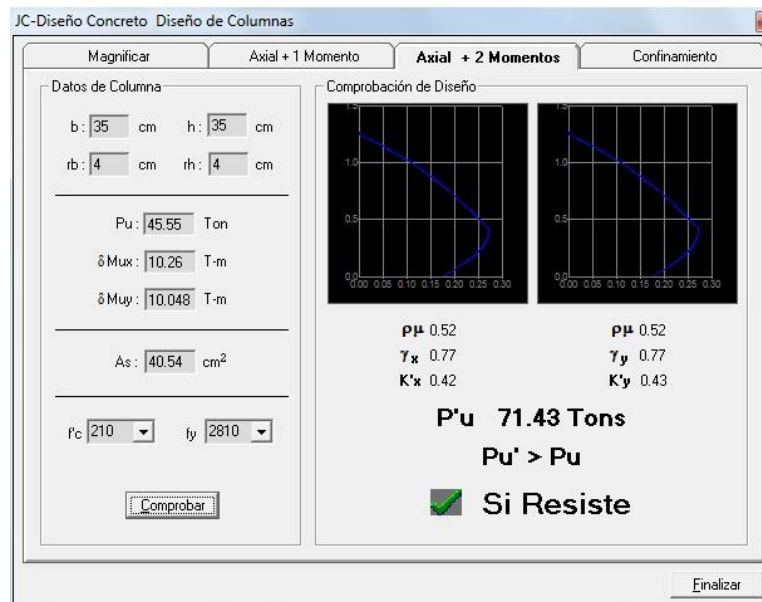 JC-Diseño Concreto Diseño de Columnas
Magnificar
Axial + 1 Momento
Axial + 2 Momentos
Confinamiento
Datos de Columna
b: 35 cm h: 35 cm
rb: 4 cm rh: 4 cm
Pu: 45.55 Ton
δMux: 10.26 T-m
δMuy: 10.048 T-m
As: 40.54 cm²
f'c 210 fy 2810
Comprobar
Comprobación de Diseño
1.5
1.0
0.5
0.0
0.00 0.05 0.10 0.15 0.20 0.25 0.30
1.5
1.0
0.5
0.0
0.00 0.05 0.10 0.15 0.20 0.25 0.30
ρμ 0.52
γx 0.77
K'x 0.42
ρμ 0.52
γy 0.77
K'y 0.43
P'u 71.43 Tons
Pu' > Pu
Si Resiste
Finalizar